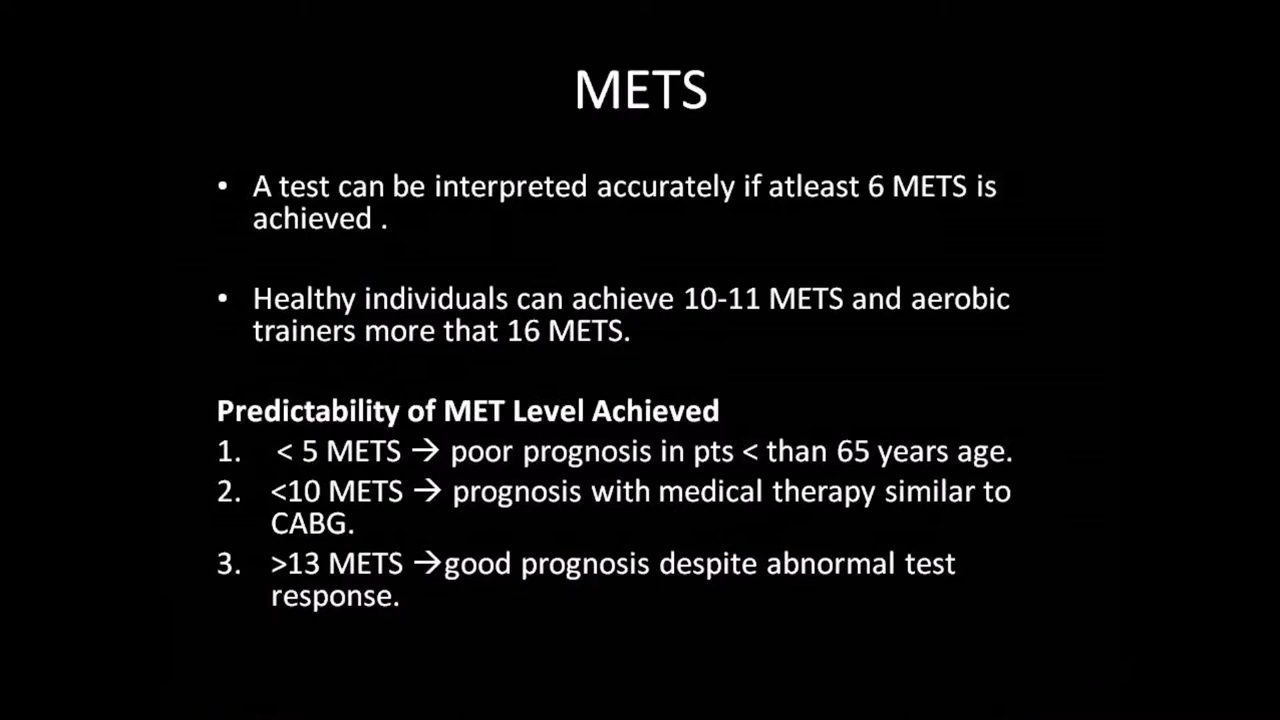 METS
• A test can be interpreted accurately if atleast 6 METS is
achieved .
• Healthy individuals can achieve 10-11 METS and aerobic
trainers more that 16 METS.
Predictability of MET Level Achieved
1. < 5 METS → poor prognosis in pts < than 65 years age.
2. <10 METS → prognosis with medical therapy similar to
CABG.
3. >13 METS →good prognosis despite abnormal test
response.